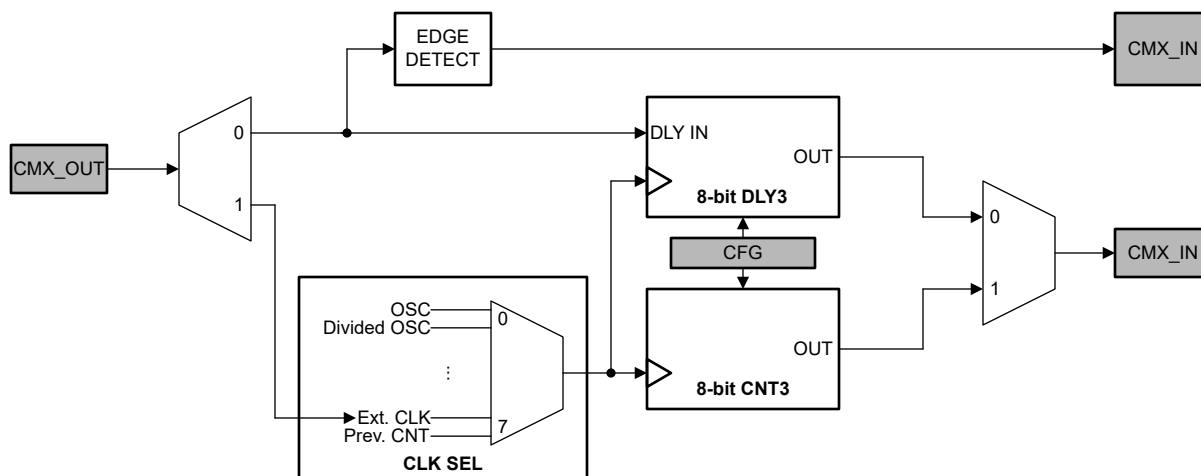 EDGE
DETECT
CMX_IN
0
DLY IN
CMX_OUT
OUT
1
8-bit DLY3
0
CFG
CMX_IN
1
OSC
0
Divided OSC
OUT
⋮
8-bit CNT3
Ext. CLK
7
Prev. CNT
CLK SEL